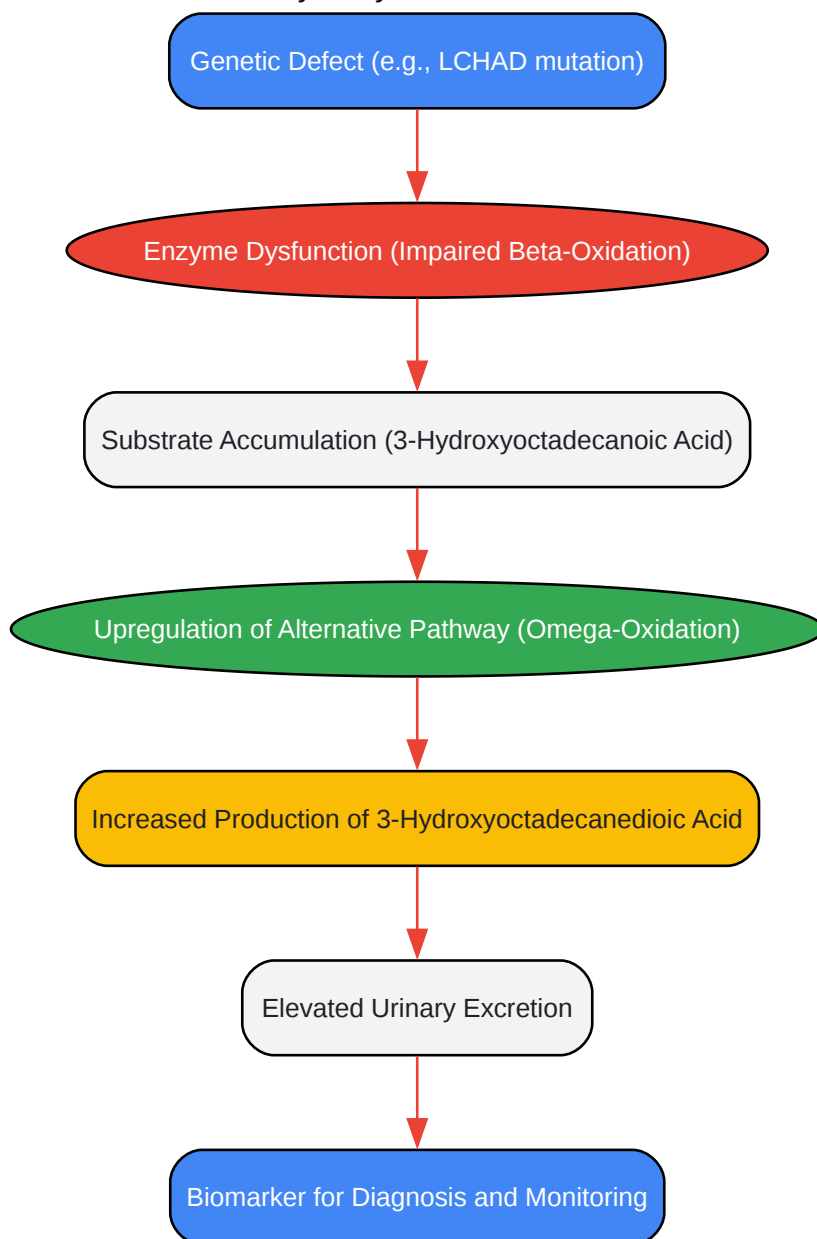 Genetic Defect (e.g., LCHAD mutation)
Enzyme Dysfunction (Impaired Beta-Oxidation)
Substrate Accumulation (3-Hydroxyoctadecanoic Acid)
Upregulation of Alternative Pathway (Omega-Oxidation)
Increased Production of 3-Hydroxyoctadecanedioic Acid
Elevated Urinary Excretion
Biomarker for Diagnosis and Monitoring